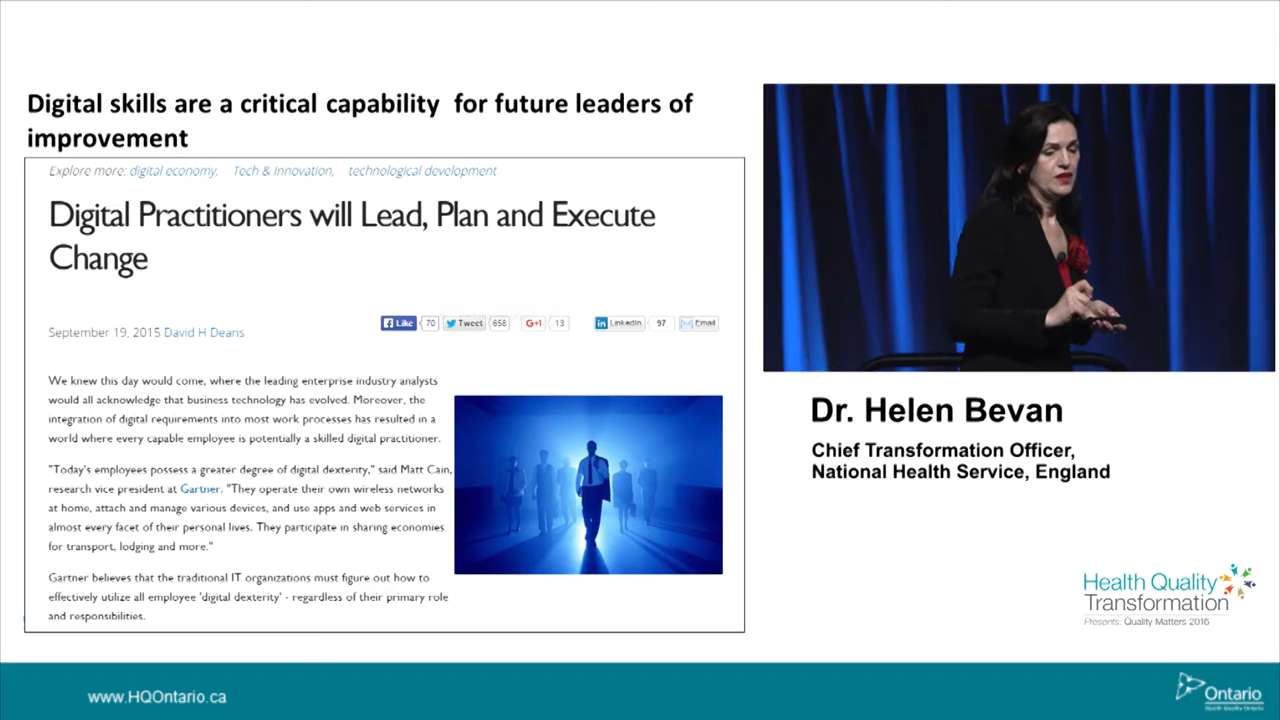 Digital skills are a critical capability for future leaders of
improvement
Explore more: digital economy, Tech & Innovation, technological development
Digital Practitioners will Lead, Plan and Execute
Change
September 19, 2015 David H Deans
Like 70 Tweet 658 G+1 13 LinkedIn 97 Email
We knew this day would come, where the leading enterprise industry analysts
would all acknowledge that business technology has evolved. Moreover, the
integration of digital requirements into most work processes has resulted in a
world where every capable employee is potentially a skilled digital practitioner.
"Today's employees possess a greater degree of digital dexterity," said Matt Cain,
research vice president at Gartner. "They operate their own wireless networks
at home, attach and manage various devices, and use apps and web services in
almost every facet of their personal lives. They participate in sharing economies
for transport, lodging and more."
Gartner believes that the traditional IT organizations must figure out how to
effectively utilize all employee 'digital dexterity' - regardless of their primary role
and responsibilities.
Dr. Helen Bevan
Chief Transformation Officer,
National Health Service, England
Health Quality
Transformation
Presents: Quality Matters 2016
www.HQOntario.ca
Ontario
Health Quality Ontario